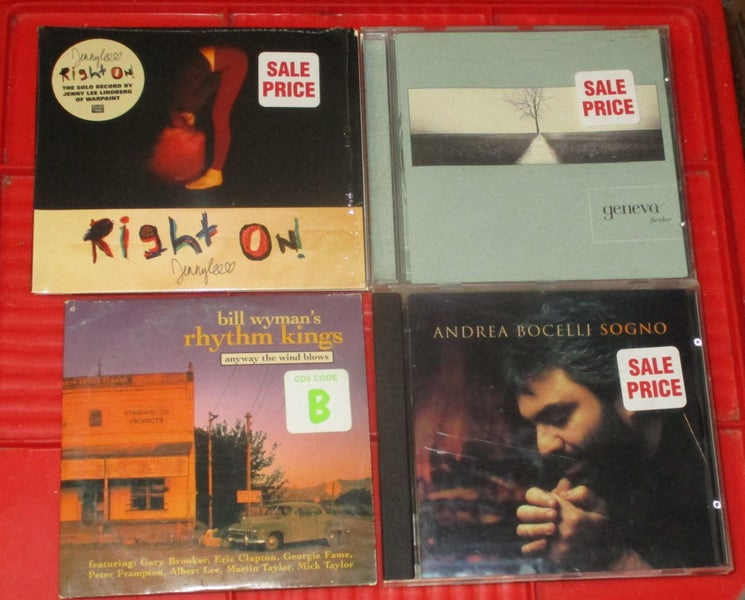 Jennylee
Right On!
THE SOLO RECORD BY
JENNY LEE LINDBERG
OF WARPAINT
SALE
PRICE
Right On!
Jennylee
SALE
PRICE
geneva
further
bill wyman's
rhythm kings
anyway the wind blows
CDS CODE
B
STANDARD CO.
PRODUCTS
featuring: Gary Brooker, Eric Clapton, Georgie Fame,
Peter Frampton, Albert Lee, Martin Taylor, Mick Taylor
ANDREA BOCELLI SOGNO
SALE
PRICE